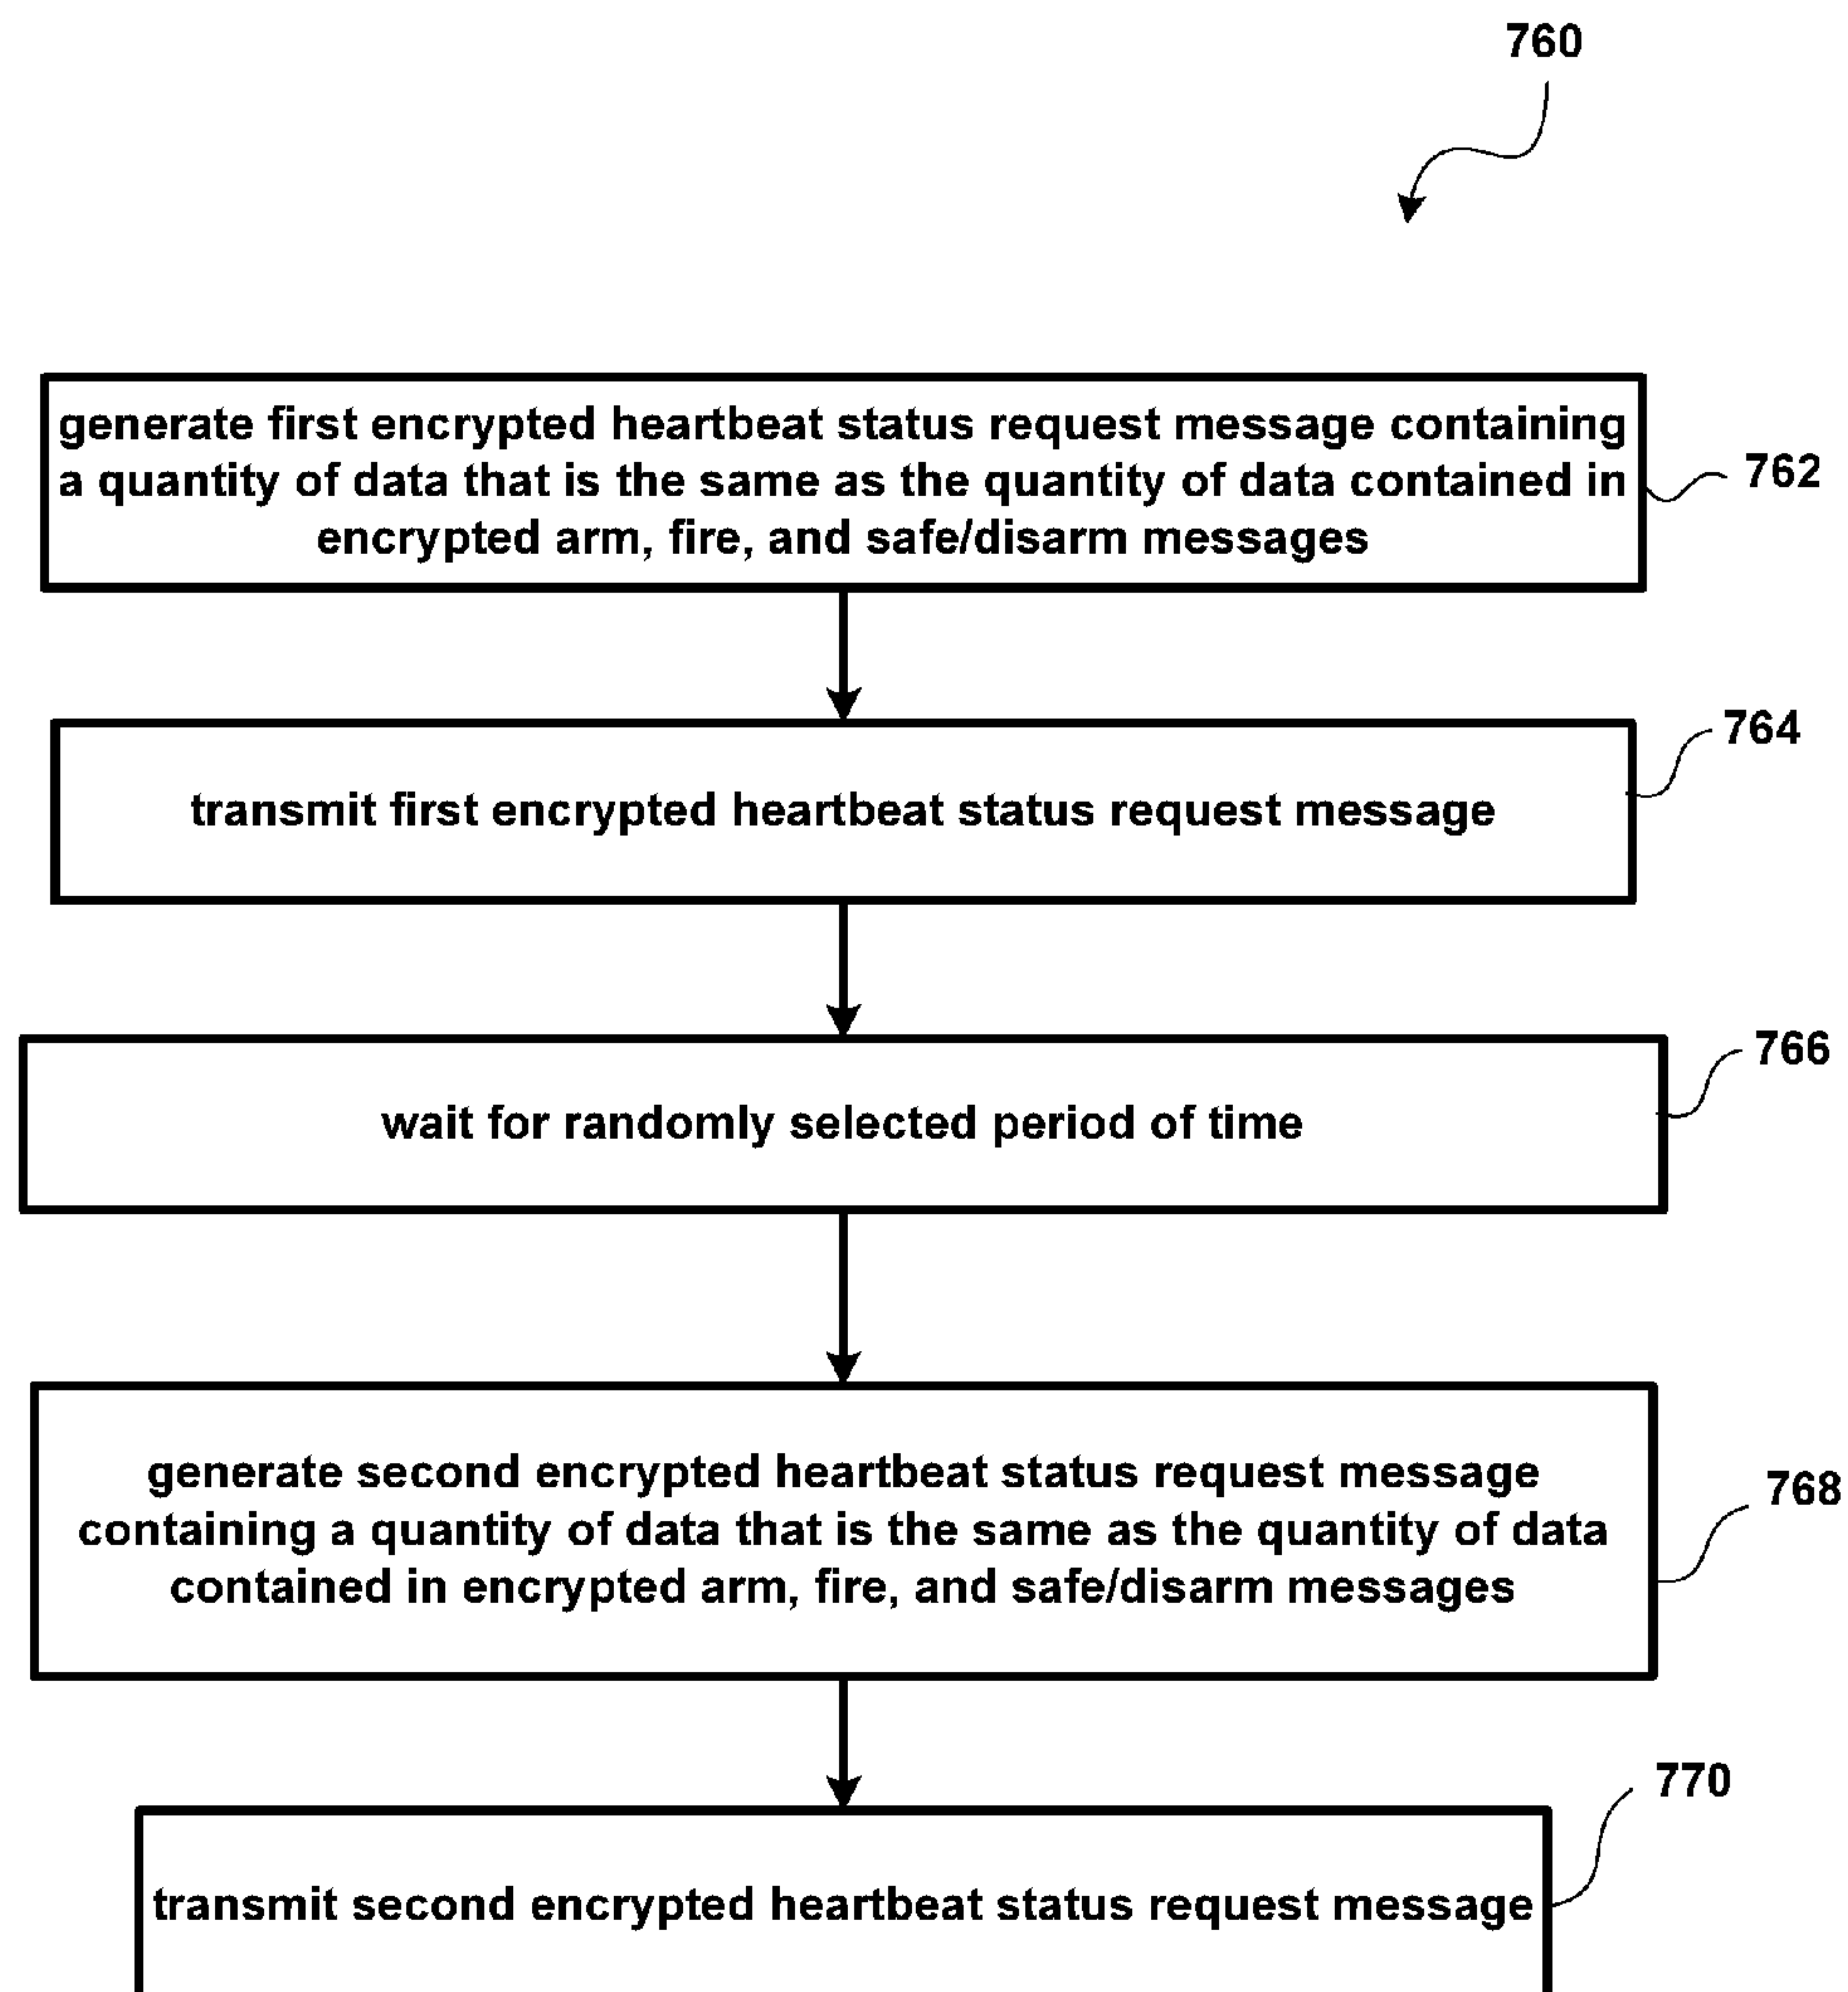 760
generate first encrypted heartbeat status request message containing
a quantity of data that is the same as the quantity of data contained in
encrypted arm, fire, and safe/disarm messages
762
764
transmit first encrypted heartbeat status request message
766
wait for randomly selected period of time
generate second encrypted heartbeat status request message
containing a quantity of data that is the same as the quantity of data
contained in encrypted arm, fire, and safe/disarm messages
768
770
transmit second encrypted heartbeat status request message